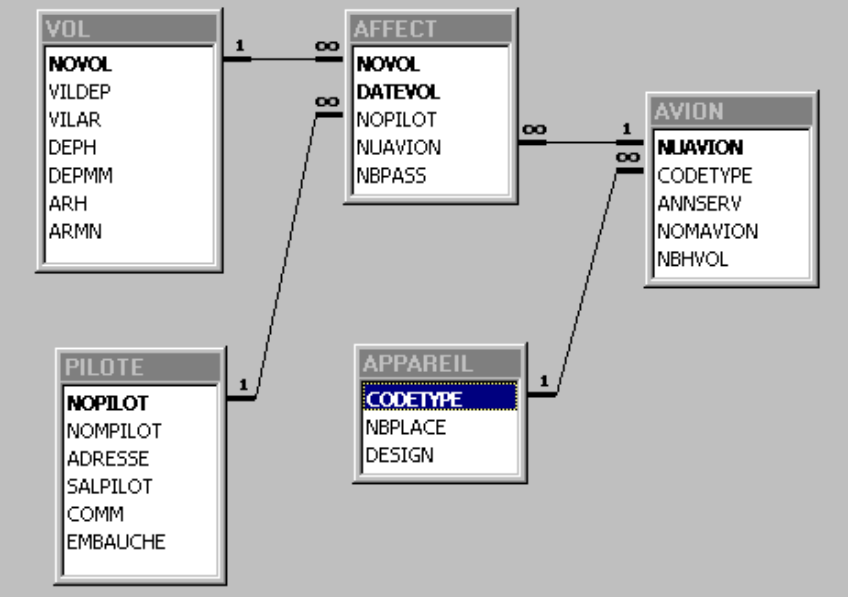 VOL
NOVOL
VILDEP
VILAR
DEPH
DEPMM
ARH
ARMN
1
∞
∞
AFFECT
NOVOL
DATEVOL
NOPILOT
NUAVION
NBPASS
∞
1
∞
AVION
NUAVION
CODETYPE
ANNSERV
NOMAVION
NBHVOL
PILOTE
NOPILOT
NOMPILOT
ADRESSE
SALPILOT
COMM
EMBAUCHE
1
APPAREIL
CODETYPE
NBPLACE
DESIGN
1